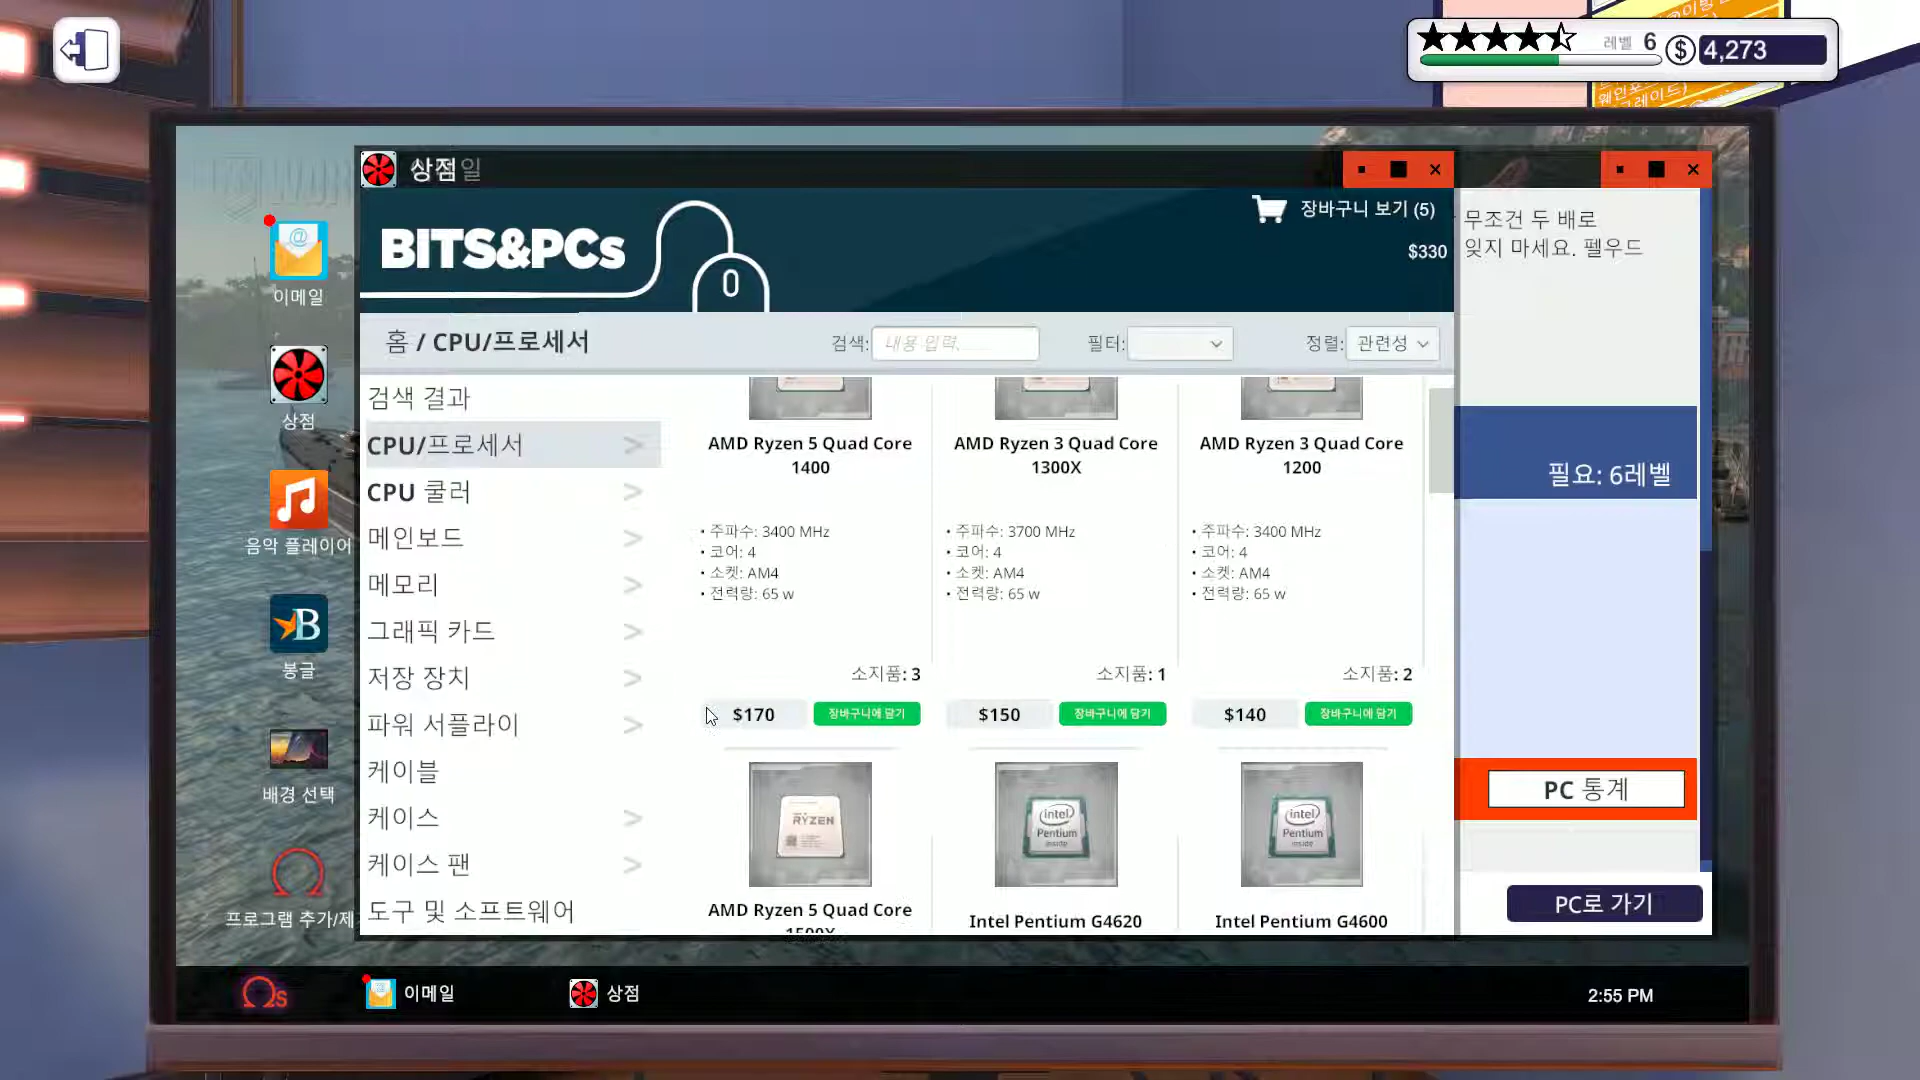 레벨 6
$ 4,273
상점
장바구니 보기 (5)
$330
BITS&PCs
무조건 두 배로
잊지 마세요. 펠우드
홈 / CPU/프로세서
검색: 내용 입력......
필터:
정렬: 관련성
검색 결과
CPU/프로세서 >
CPU 쿨러 >
메인보드 >
메모리 >
그래픽 카드 >
저장 장치 >
파워 서플라이 >
케이블
케이스 >
케이스 팬 >
도구 및 소프트웨어
AMD Ryzen 5 Quad Core
1400
• 주파수: 3400 MHz
• 코어: 4
• 소켓: AM4
• 전력량: 65 w
소지품: 3
$170
장바구니에 담기
AMD Ryzen 3 Quad Core
1300X
• 주파수: 3700 MHz
• 코어: 4
• 소켓: AM4
• 전력량: 65 w
소지품: 1
$150
장바구니에 담기
AMD Ryzen 3 Quad Core
1200
• 주파수: 3400 MHz
• 코어: 4
• 소켓: AM4
• 전력량: 65 w
소지품: 2
$140
장바구니에 담기
RYZEN
AMD Ryzen 5 Quad Core
1500X
intel
Pentium
inside
Intel Pentium G4620
intel
Pentium
inside
Intel Pentium G4600
필요: 6레벨
PC 통계
PC로 가기
이메일
상점
음악 플레이어
B
봉글
배경 선택
프로그램 추가/제
Ωs
이메일
상점
2:55 PM